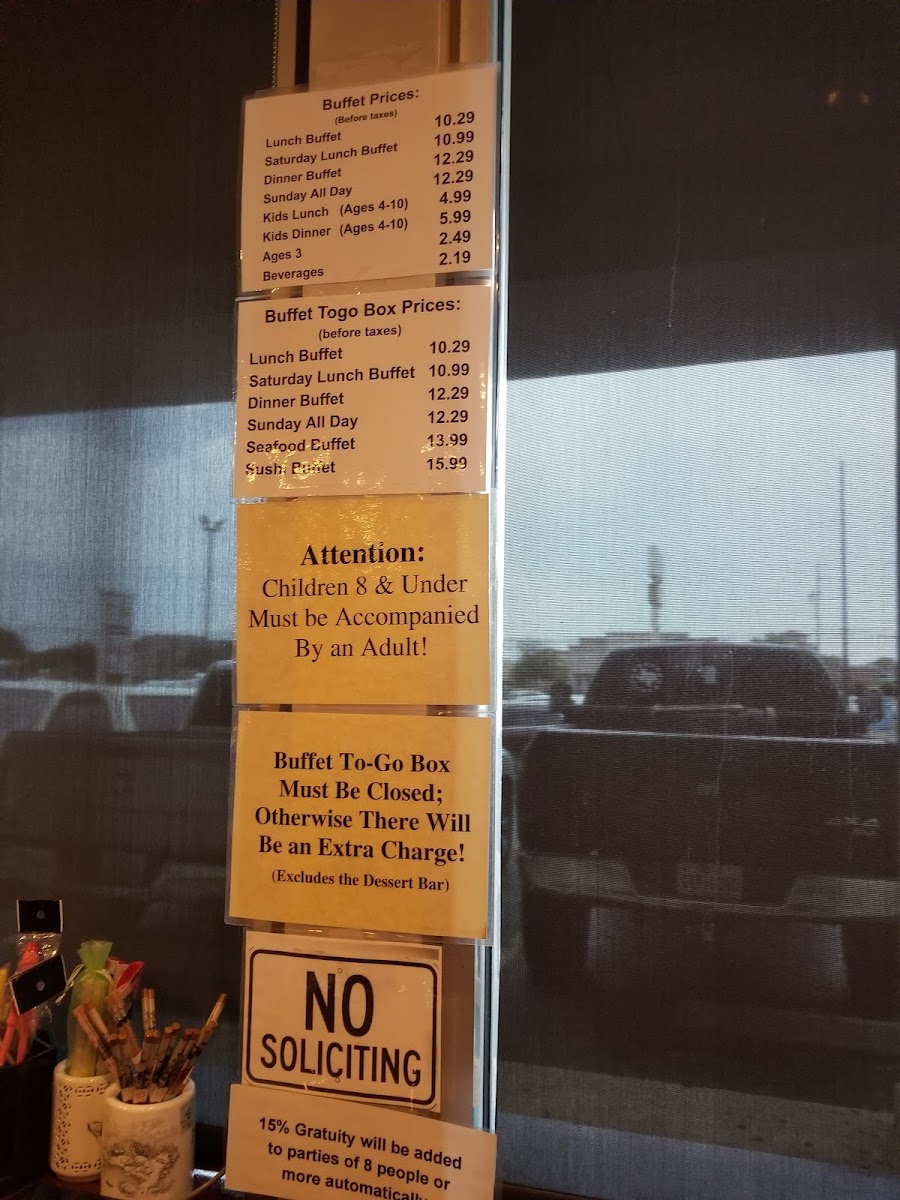 Buffet Prices:
(Before taxes)
Lunch Buffet 10.29
Saturday Lunch Buffet 10.99
Dinner Buffet 12.29
Sunday All Day 12.29
Kids Lunch (Ages 4-10) 4.99
Kids Dinner (Ages 4-10) 5.99
Ages 3 2.49
Beverages 2.19
Buffet Togo Box Prices:
(before taxes)
Lunch Buffet 10.29
Saturday Lunch Buffet 10.99
Dinner Buffet 12.29
Sunday All Day 12.29
Seafood Buffet 13.99
Sushi Buffet 15.99
Attention:
Children 8 & Under
Must be Accompanied
By an Adult!
Buffet To-Go Box
Must Be Closed;
Otherwise There Will
Be an Extra Charge!
(Excludes the Dessert Bar)
NO
SOLICITING
15% Gratuity will be added
to parties of 8 people or
more automatically